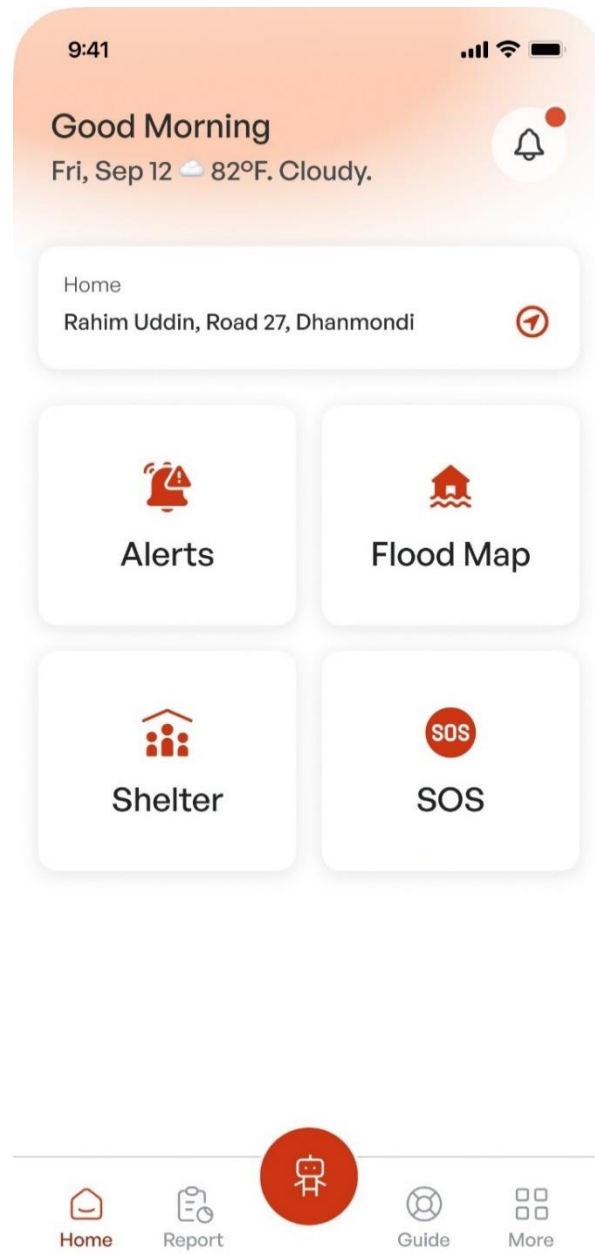 9:41
Good Morning
Fri, Sep 12 ☁️ 82ºF. Cloudy.
Home
Rahim Uddin, Road 27, Dhanmondi
Alerts
Flood Map
Shelter
SOS
SOS
Home
Report
Guide
More